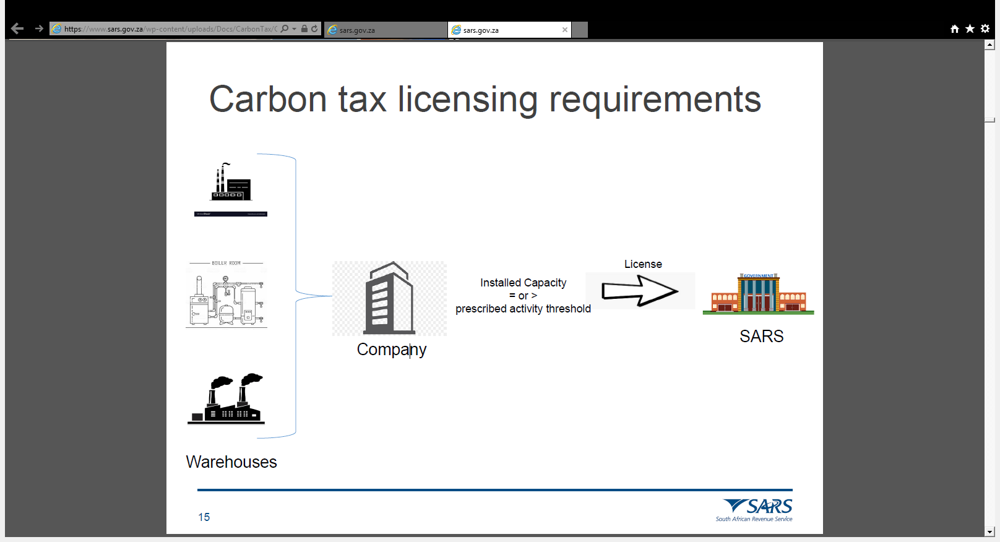 https://www.sars.gov.za/wp-content/uploads/Docs/CarbonTax/C
sars.gov.za
sars.gov.za
Carbon tax licensing requirements
BOILER ROOM
License
Installed Capacity
= or >
prescribed activity threshold
GOVERNMENT
SARS
Company
Warehouses
15
SARS
South African Revenue Service